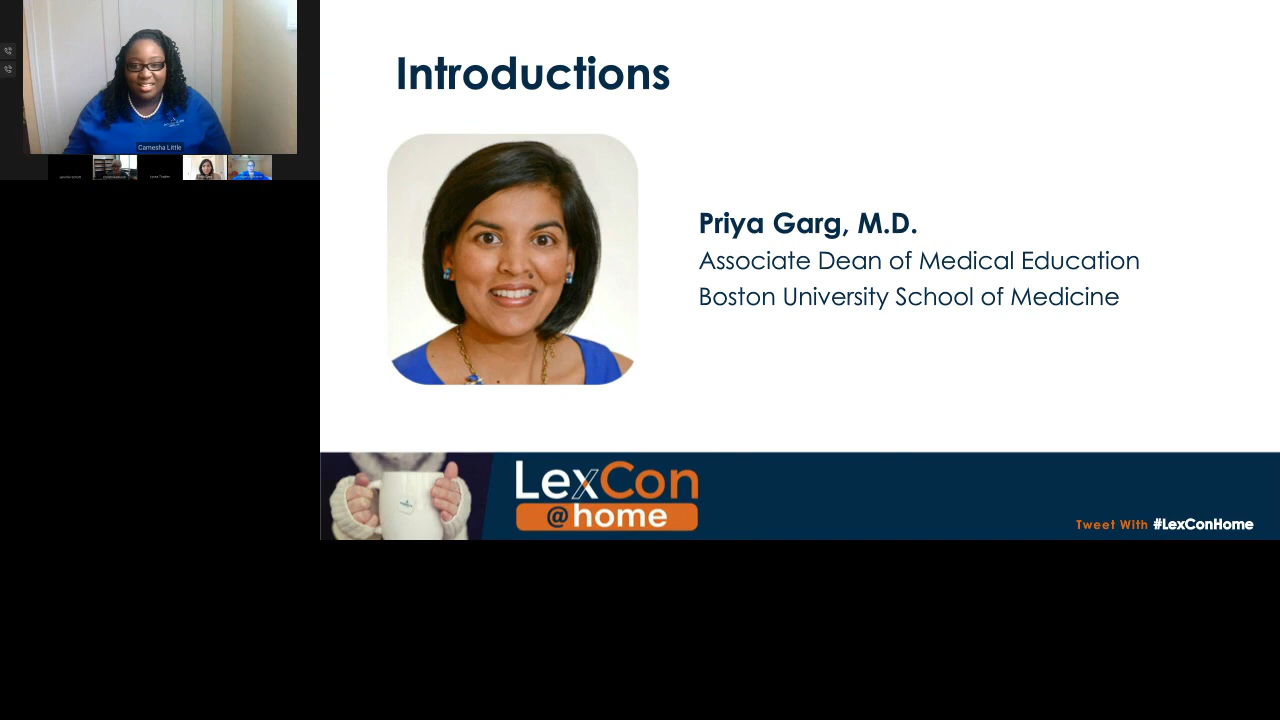 Camesha Little
Introductions
Priya Garg, M.D.
Associate Dean of Medical Education
Boston University School of Medicine
LexCon
@home
Tweet With #LexConHome